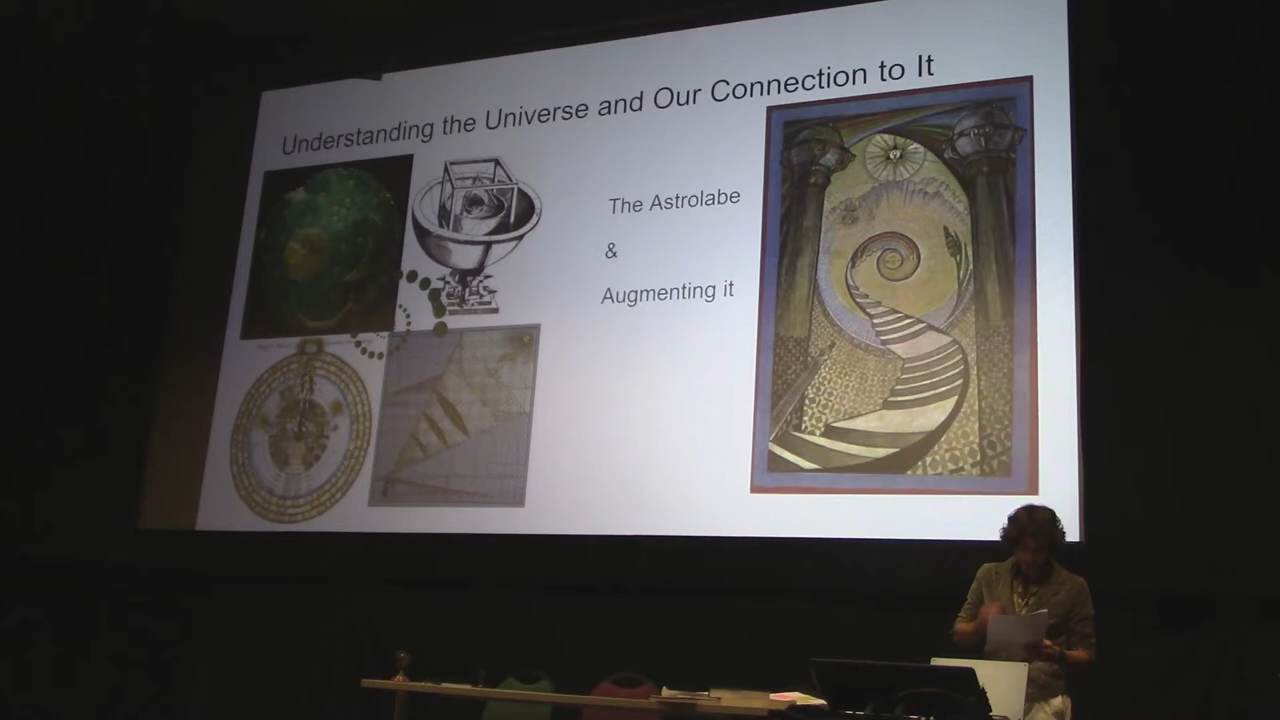 Understanding the Universe and Our Connection to It
The Astrolabe
&
Augmenting it